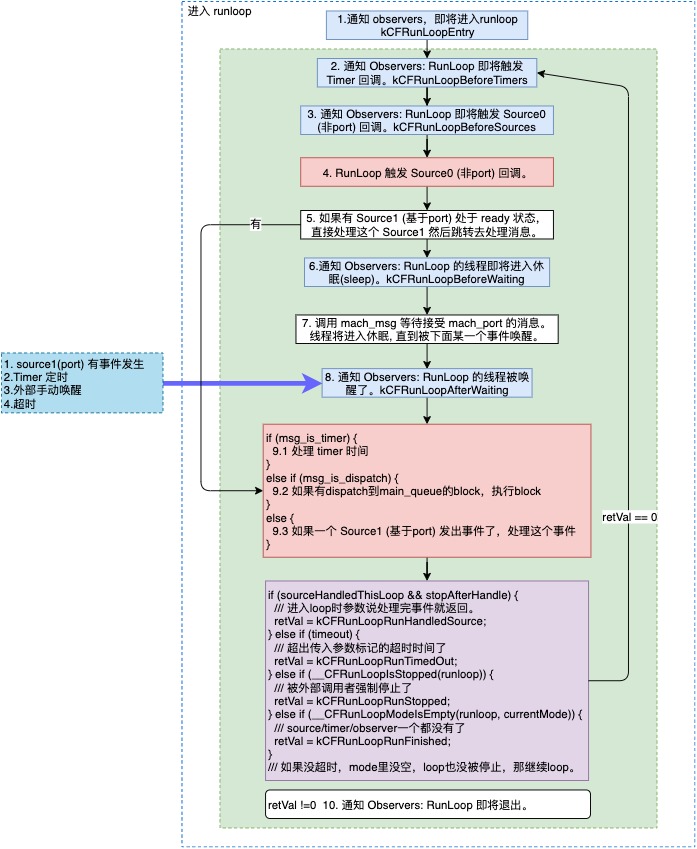 进入 runloop
1.通知 observers，即将进入runloop
kCFRunLoopEntry
2. 通知 Observers: RunLoop 即将触发
Timer 回调。kCFRunLoopBeforeTimers
3. 通知 Observers: RunLoop 即将触发 Source0
(非port) 回调。kCFRunLoopBeforeSources
4. RunLoop 触发 Source0 (非port) 回调。
有
5. 如果有 Source1 (基于port) 处于 ready 状态，
直接处理这个 Source1 然后跳转去处理消息。
6.通知 Observers: RunLoop 的线程即将进入休
眠(sleep)。kCFRunLoopBeforeWaiting
7. 调用 mach_msg 等待接受 mach_port 的消息。
线程将进入休眠, 直到被下面某一个事件唤醒。
1. source1(port) 有事件发生
2.Timer 定时
3.外部手动唤醒
4.超时
8. 通知 Observers: RunLoop 的线程被唤
醒了。kCFRunLoopAfterWaiting
if (msg_is_timer) {
9.1 处理 timer 时间
}
else if (msg_is_dispatch) {
9.2 如果有dispatch到main_queue的block，执行block
}
else {
9.3 如果一个 Source1 (基于port) 发出事件了，处理这个事件
}
retVal == 0
if (sourceHandledThisLoop && stopAfterHandle) {
/// 进入loop时参数说处理完事件就返回。
retVal = kCFRunLoopRunHandledSource;
} else if (timeout) {
/// 超出传入参数标记的超时时间了
retVal = kCFRunLoopRunTimedOut;
} else if (__CFRunLoopIsStopped(runloop)) {
/// 被外部调用者强制停止了
retVal = kCFRunLoopRunStopped;
} else if (__CFRunLoopModeIsEmpty(runloop, currentMode)) {
/// source/timer/observer一个都没有了
retVal = kCFRunLoopRunFinished;
}
/// 如果没超时，mode里没空，loop也没被停止，那继续loop。
retVal !=0 10. 通知 Observers: RunLoop 即将退出。